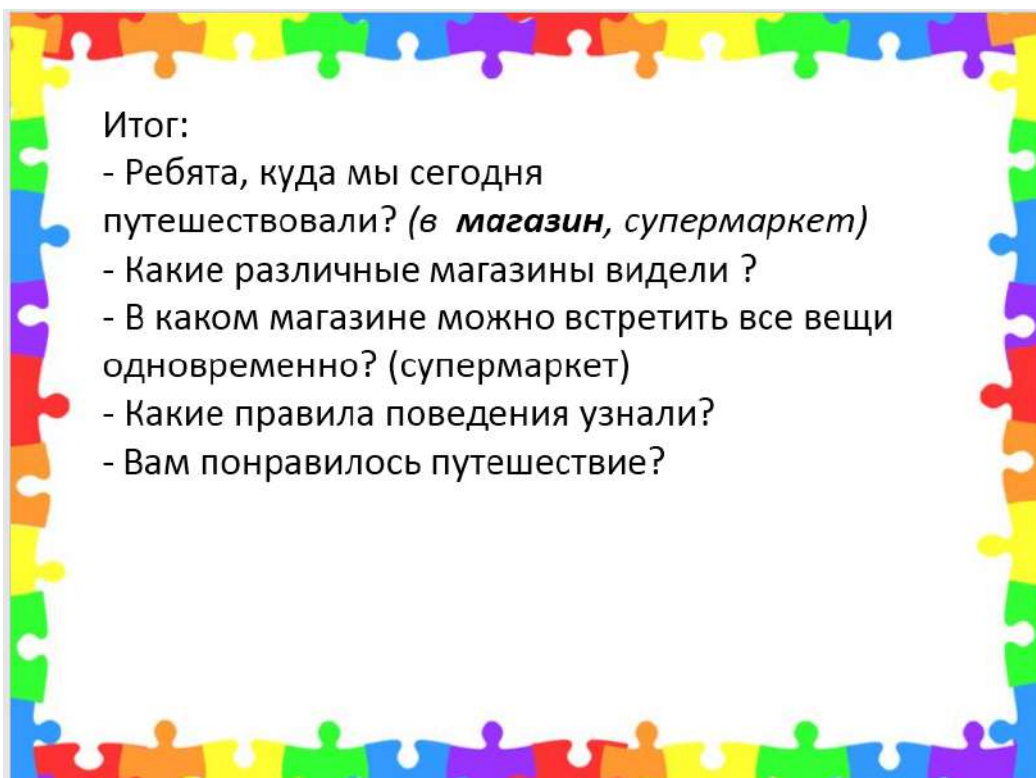 Итог:
- Ребята, куда мы сегодня
путешествовали? (в  магазин, супермаркет)
- Какие различные магазины видели ?
- В каком магазине можно встретить все вещи
одновременно? (супермаркет)
- Какие правила поведения узнали?
- Вам понравилось путешествие?